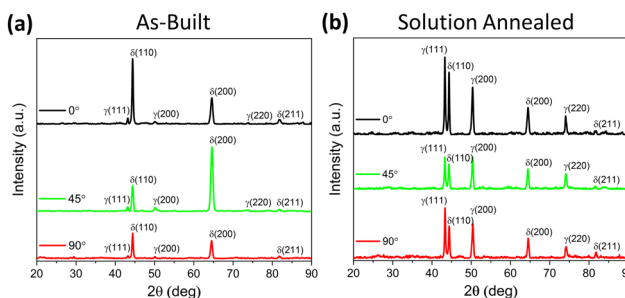 (a) As-Built
Intensity (a.u.)
0°
γ(111)
δ(110)
γ(200)
δ(200)
γ(220)
δ(211)
45°
γ(111)
δ(110)
γ(200)
δ(200)
γ(220)
δ(211)
90°
γ(111)
δ(110)
γ(200)
δ(200)
δ(211)
20 30 40 50 60 70 80 90
2θ (deg)
(b) Solution Annealed
Intensity (a.u.)
0°
γ(111)
δ(110)
γ(200)
δ(200)
γ(220)
δ(211)
45°
γ(111)
δ(110)
γ(200)
δ(200)
γ(220)
δ(211)
90°
γ(111)
δ(110)
γ(200)
δ(200)
γ(220)
δ(211)
20 30 40 50 60 70 80 90
2θ (deg)